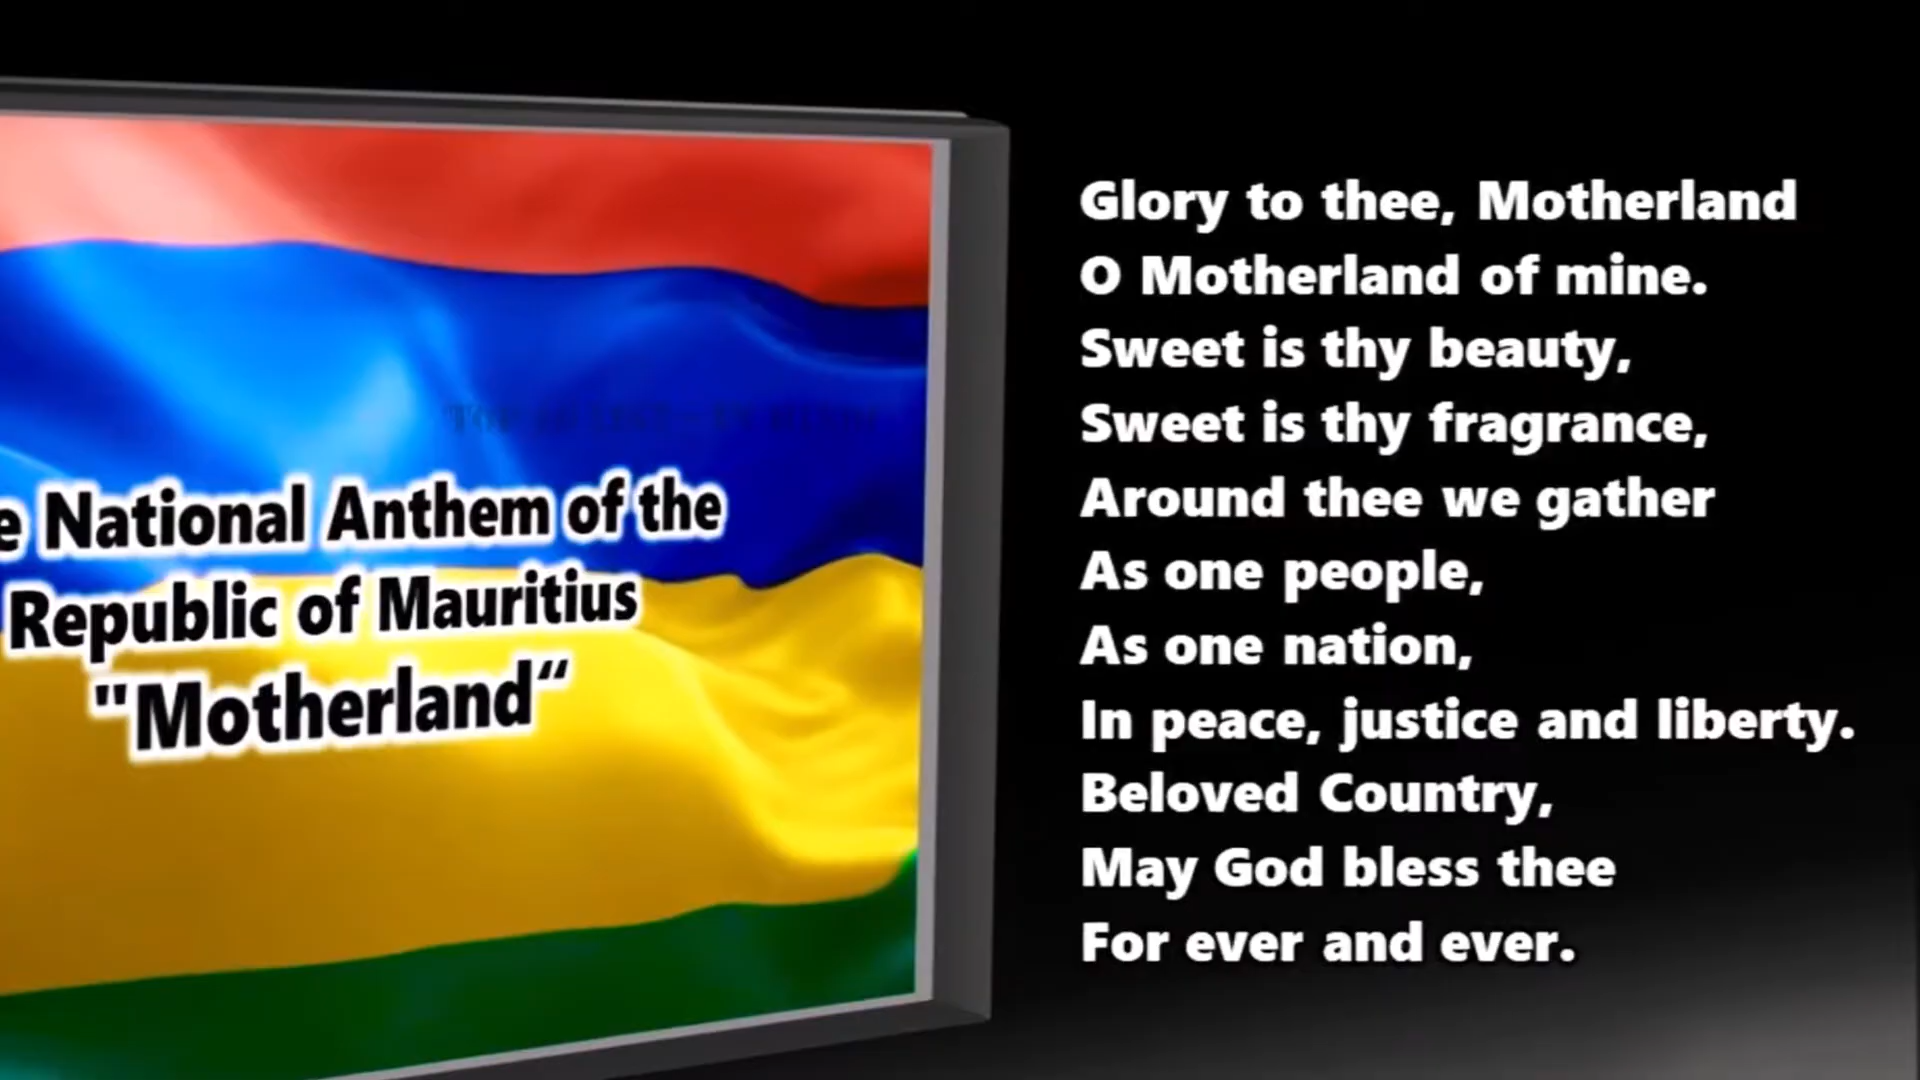 e National Anthem of the
Republic of Mauritius
"Motherland“
Glory to thee, Motherland
O Motherland of mine.
Sweet is thy beauty,
Sweet is thy fragrance,
Around thee we gather
As one people,
As one nation,
In peace, justice and liberty.
Beloved Country,
May God bless thee
For ever and ever.